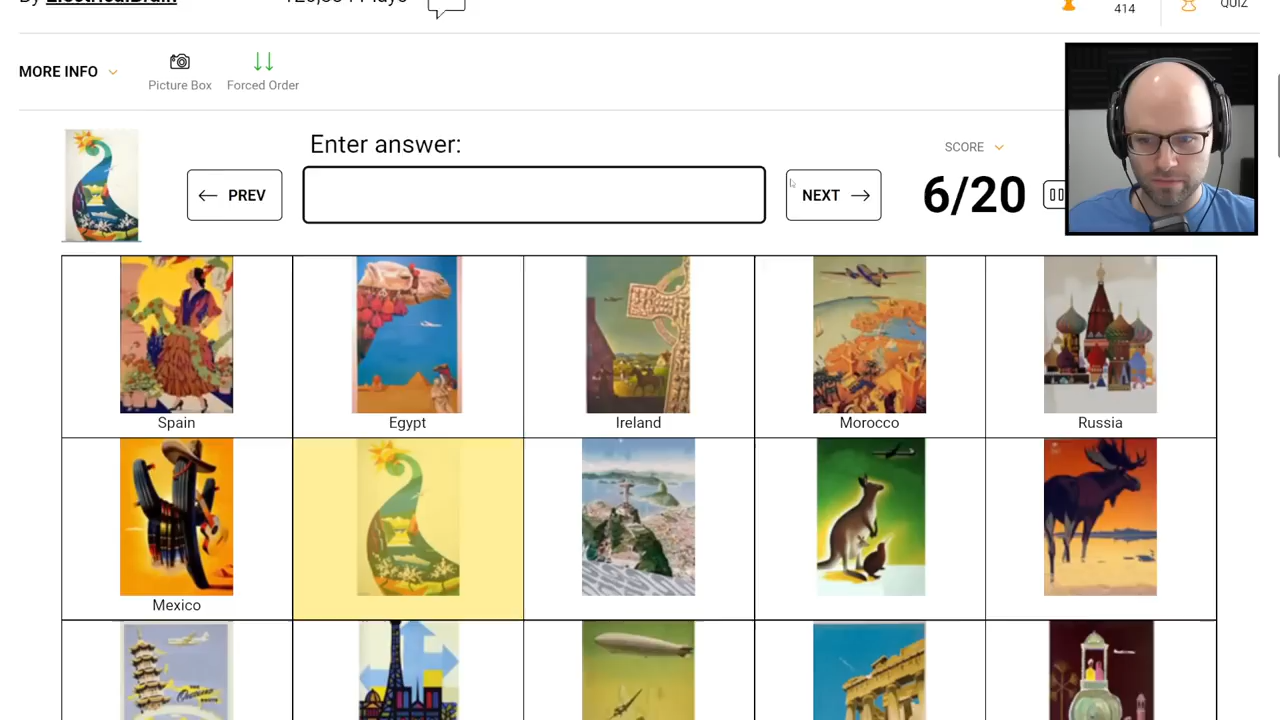 414
QUIZ
MORE INFO
Picture Box
Forced Order
Enter answer:
SCORE
← PREV
NEXT →
6/20
Spain
Egypt
Ireland
Morocco
Russia
Mexico